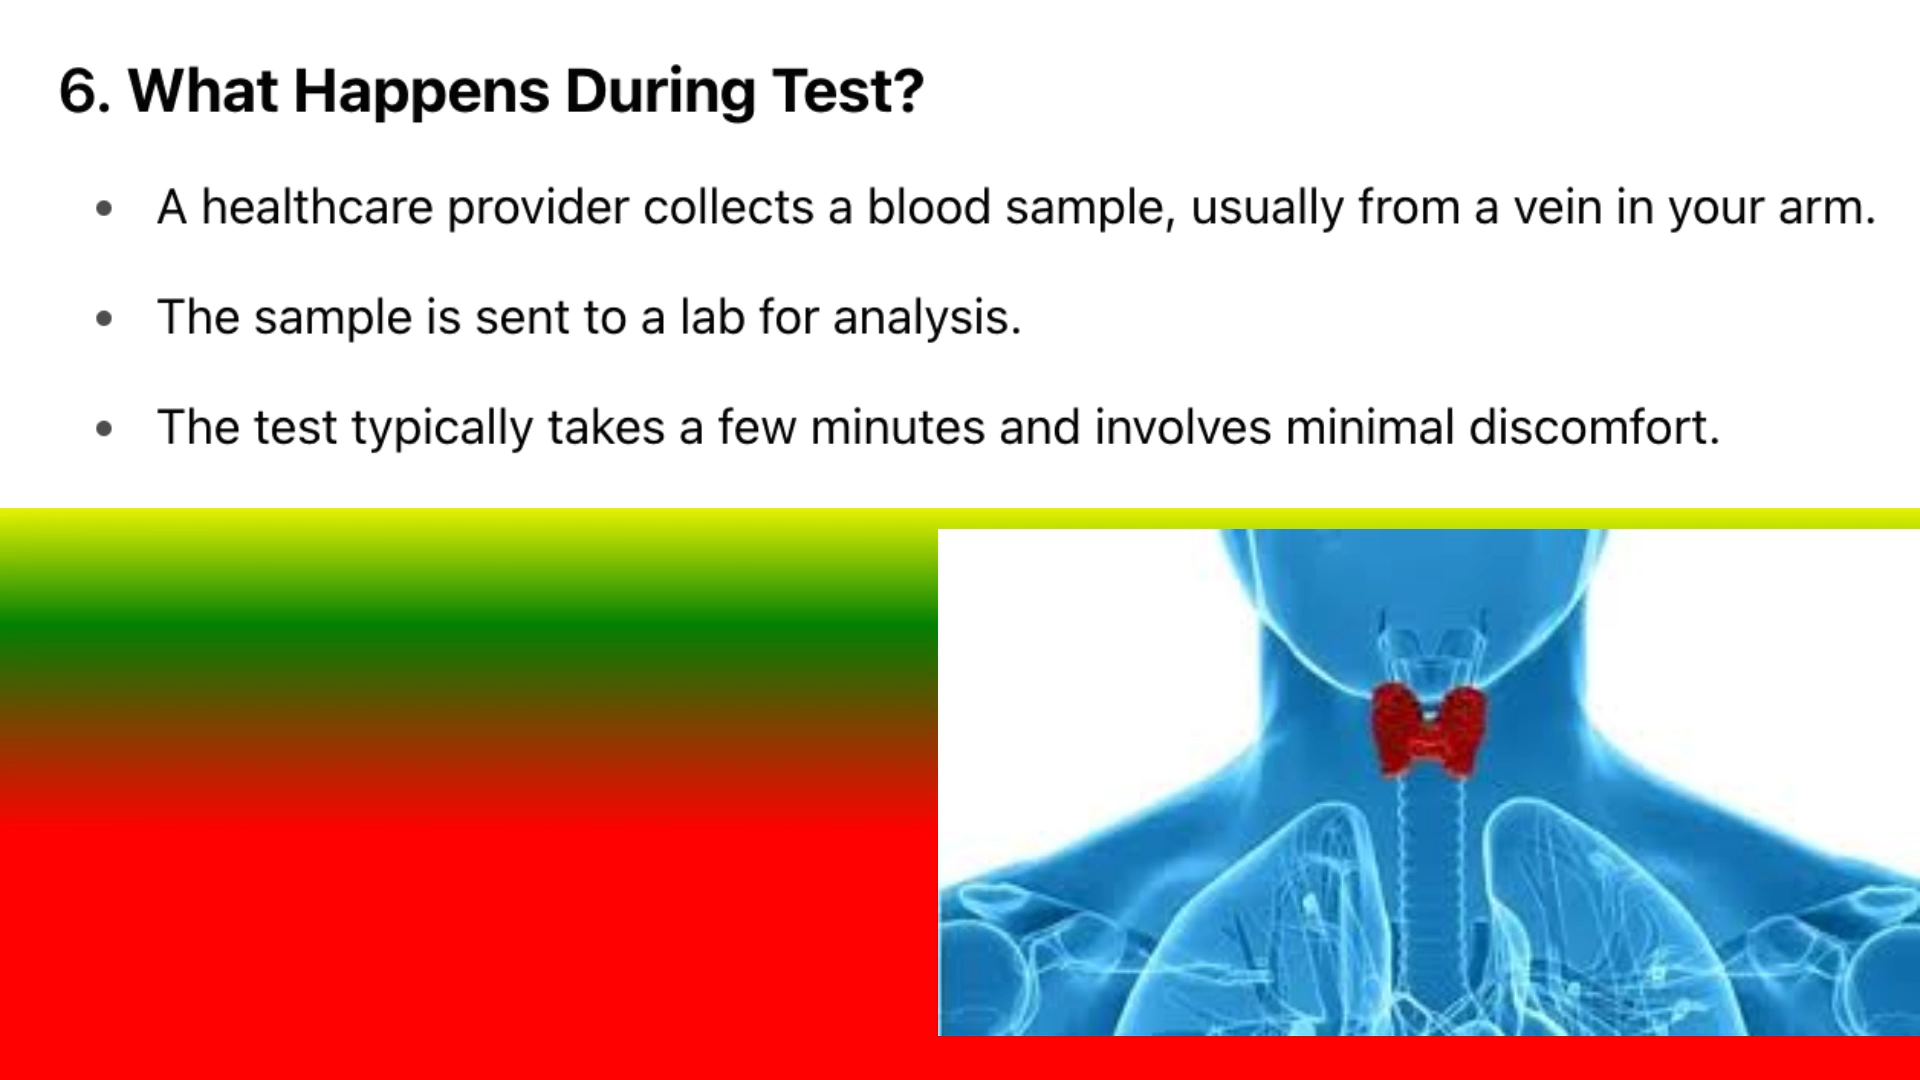 6. What Happens During Test?
• A healthcare provider collects a blood sample, usually from a vein in your arm.
• The sample is sent to a lab for analysis.
• The test typically takes a few minutes and involves minimal discomfort.